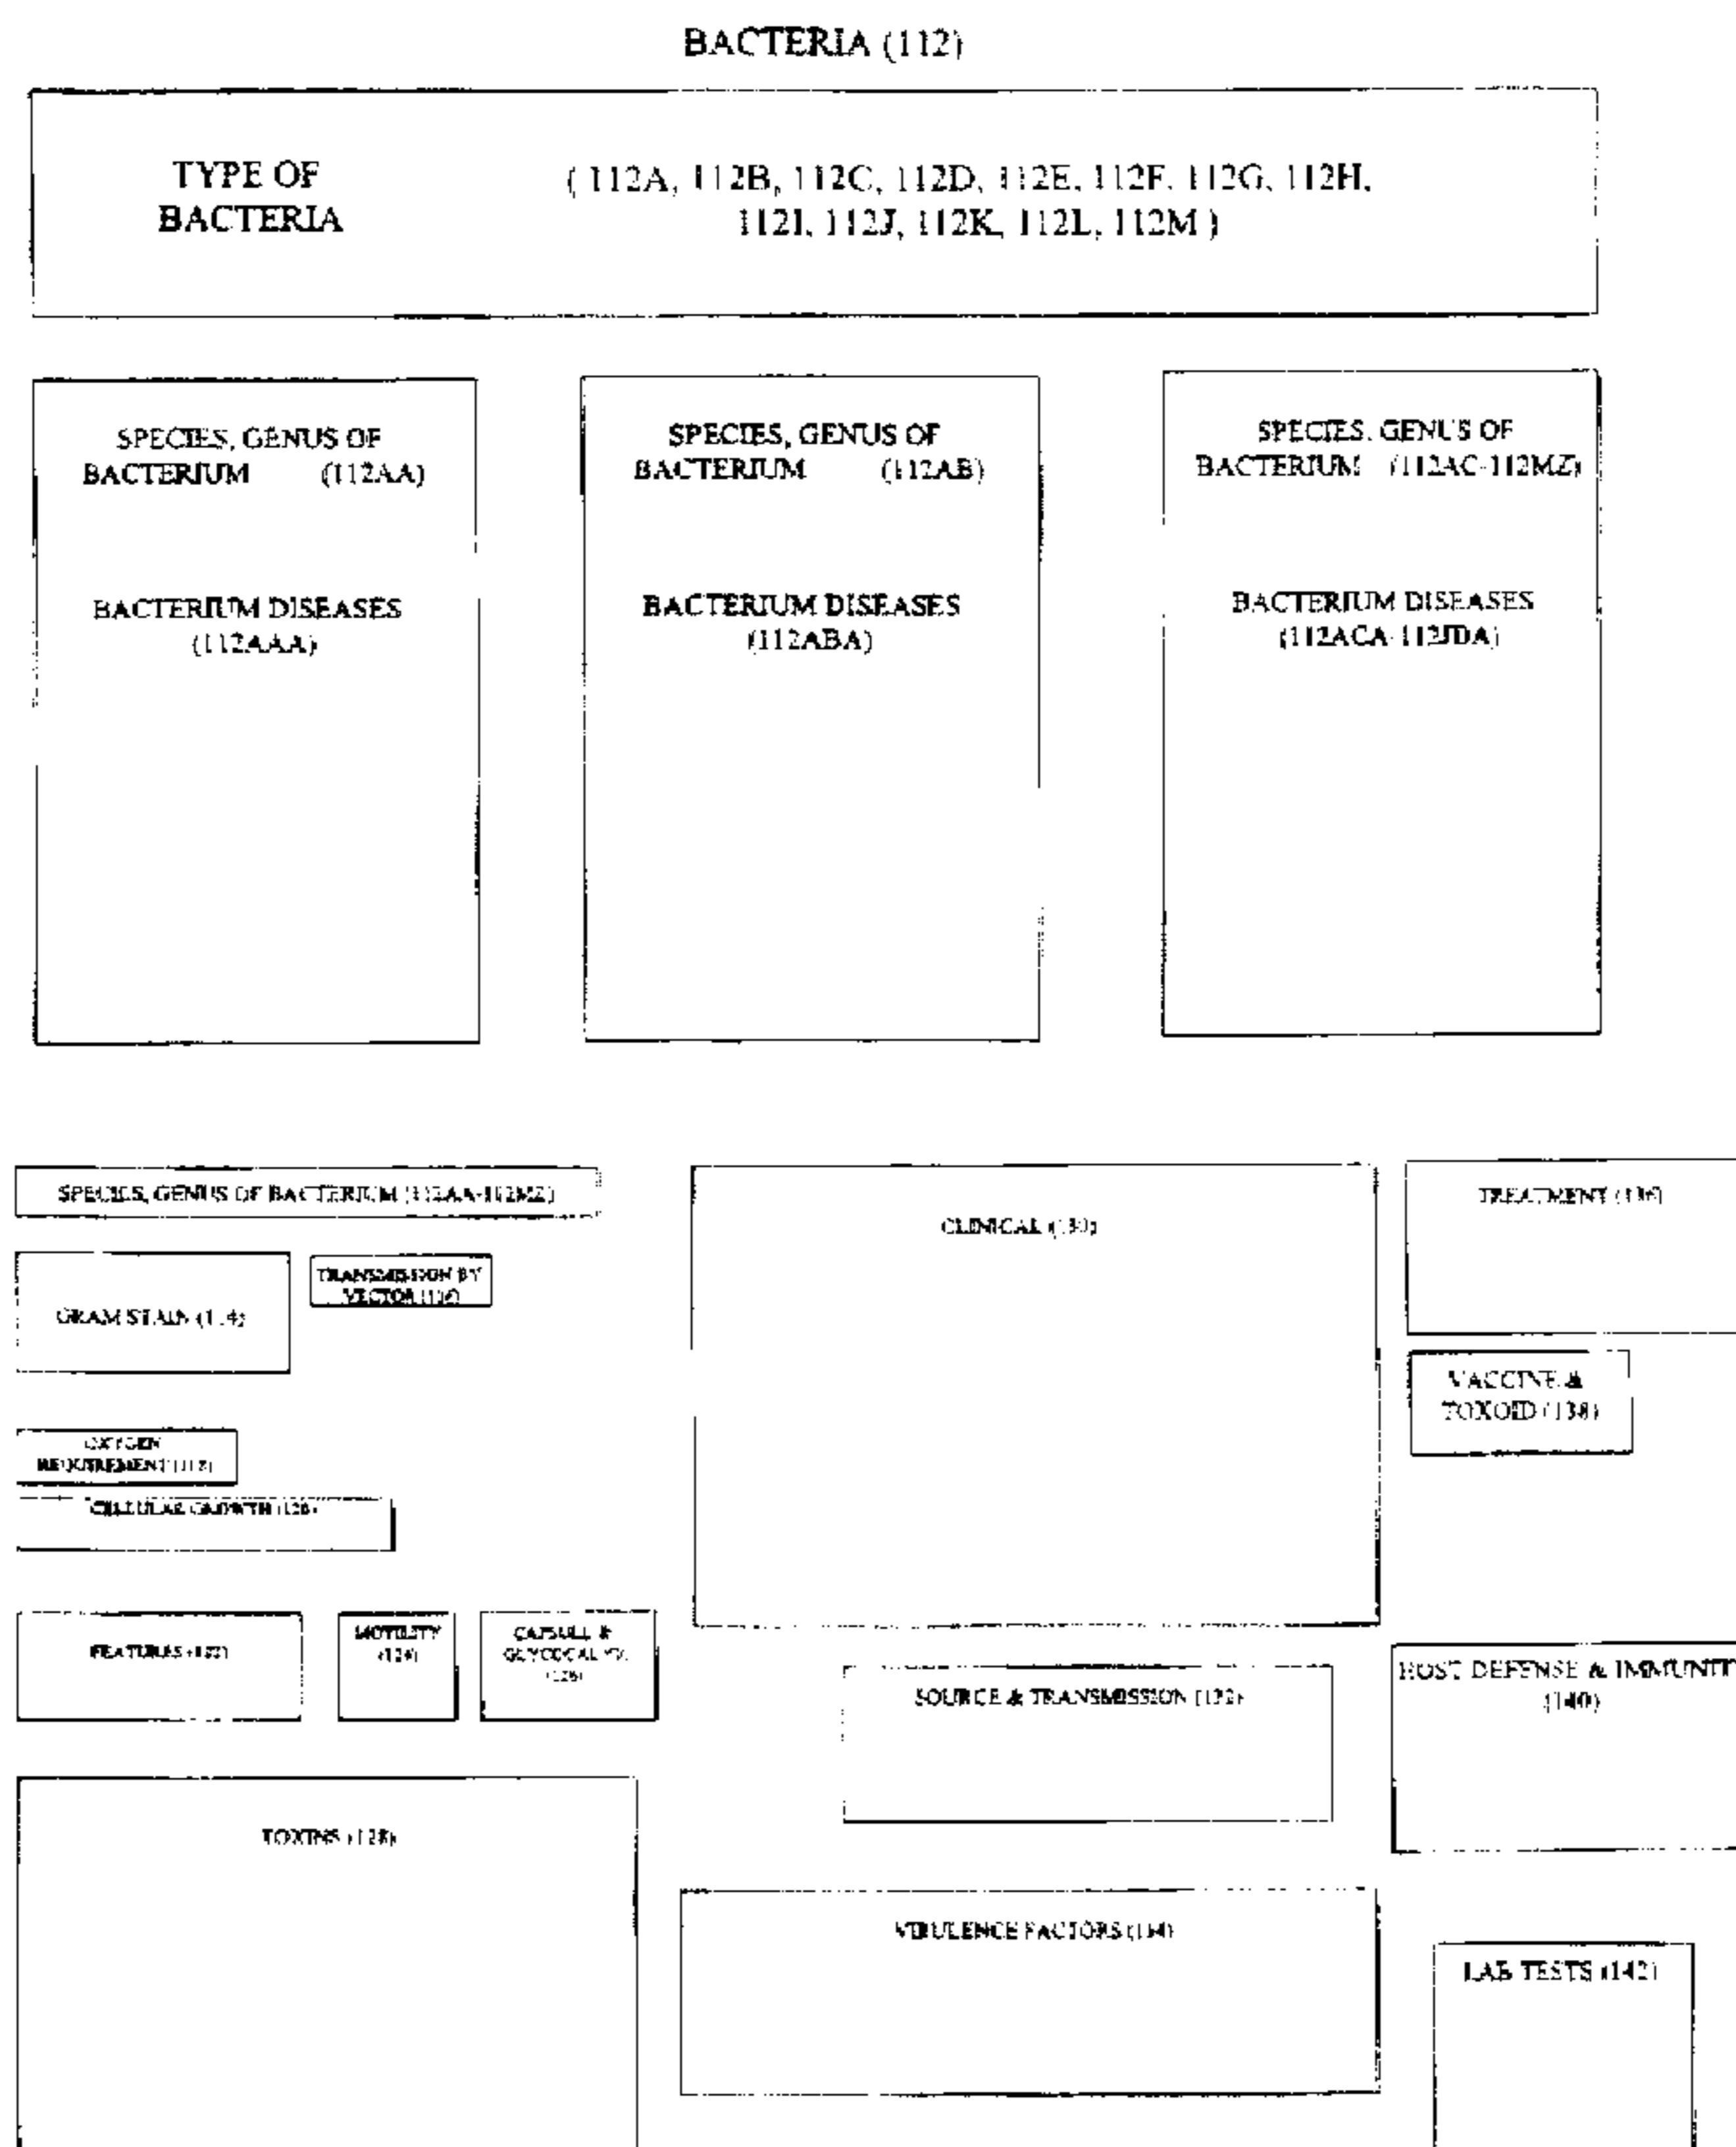 BACTERIA (112)
TYPE OF
BACTERIA
( 112A, 112B, 112C, 112D, 112E, 112F, 112G, 112H,
112I, 112J, 112K, 112L, 112M )
SPECIES, GENUS OF
BACTERIUM (112AA)
BACTERIUM DISEASES
(112AAA)
SPECIES, GENUS OF
BACTERIUM (112AB)
BACTERIUM DISEASES
(112ABA)
SPECIES, GENUS OF
BACTERIUM (112AC-112MZ)
BACTERIUM DISEASES
(112ACA-112JDA)
SPECIES, GENUS OF BACTERIUM (112AA-112MZ)
GRAM STAIN
TRANSMISSION BY
VECTOR
OXYGEN
REQUIREMENT
CELLULAR GROWTH
FEATURES
MOTILITY
CAPSULE &
GLYCOCALYX
TOXINS (128)
CLINICAL
SOURCE & TRANSMISSION
VIRULENCE FACTORS
TREATMENT (136)
VACCINE &
TOXOID (138)
HOST DEFENSE & IMMUNITY
(140)
LAB TESTS (142)